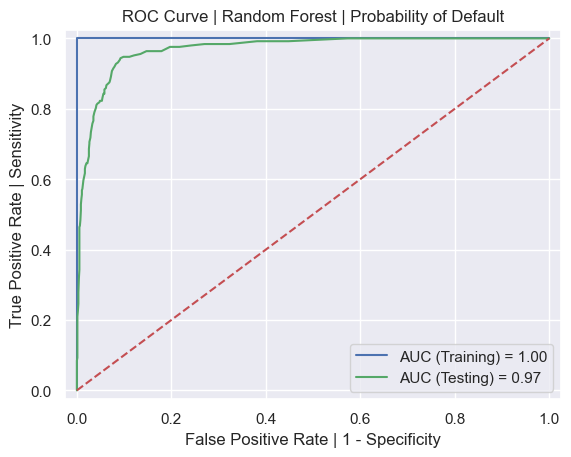 ROC Curve | Random Forest | Probability of Default
True Positive Rate | Sensitivity
1.0
0.8
0.6
0.4
0.2
0.0
0.0
0.2
0.4
0.6
0.8
1.0
AUC (Training) = 1.00
AUC (Testing) = 0.97
False Positive Rate | 1 - Specificity